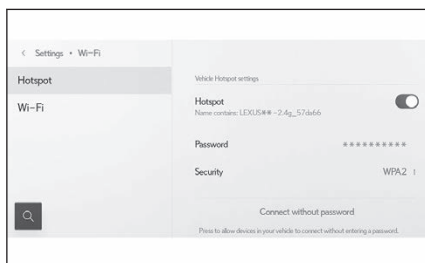 < Settings • Wi-Fi
Hotspot
Wi-Fi
Vehicle Hotspot settings
Hotspot
Name contains: LEXUS**-2.4g_57da66
Password
**********
Security
WPA2
Connect without password
Press to allow devices in your vehicle to connect without entering a password.